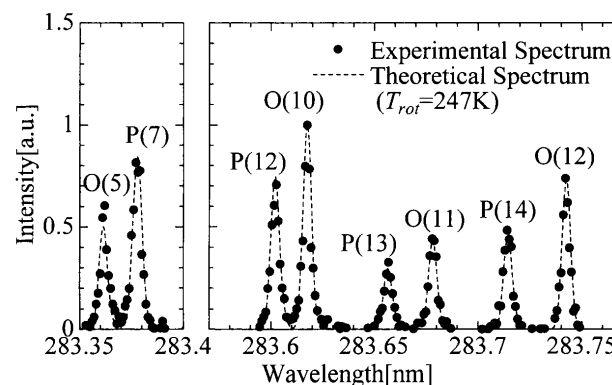 Experimental Spectrum
Theoretical Spectrum
(Trot=247K)
Intensity[a.u.]
1.5
1
0.5
0
O(5)
P(7)
P(12)
O(10)
P(13)
O(11)
P(14)
O(12)
283.35
283.4
283.6
283.65
283.7
283.75
Wavelength[nm]